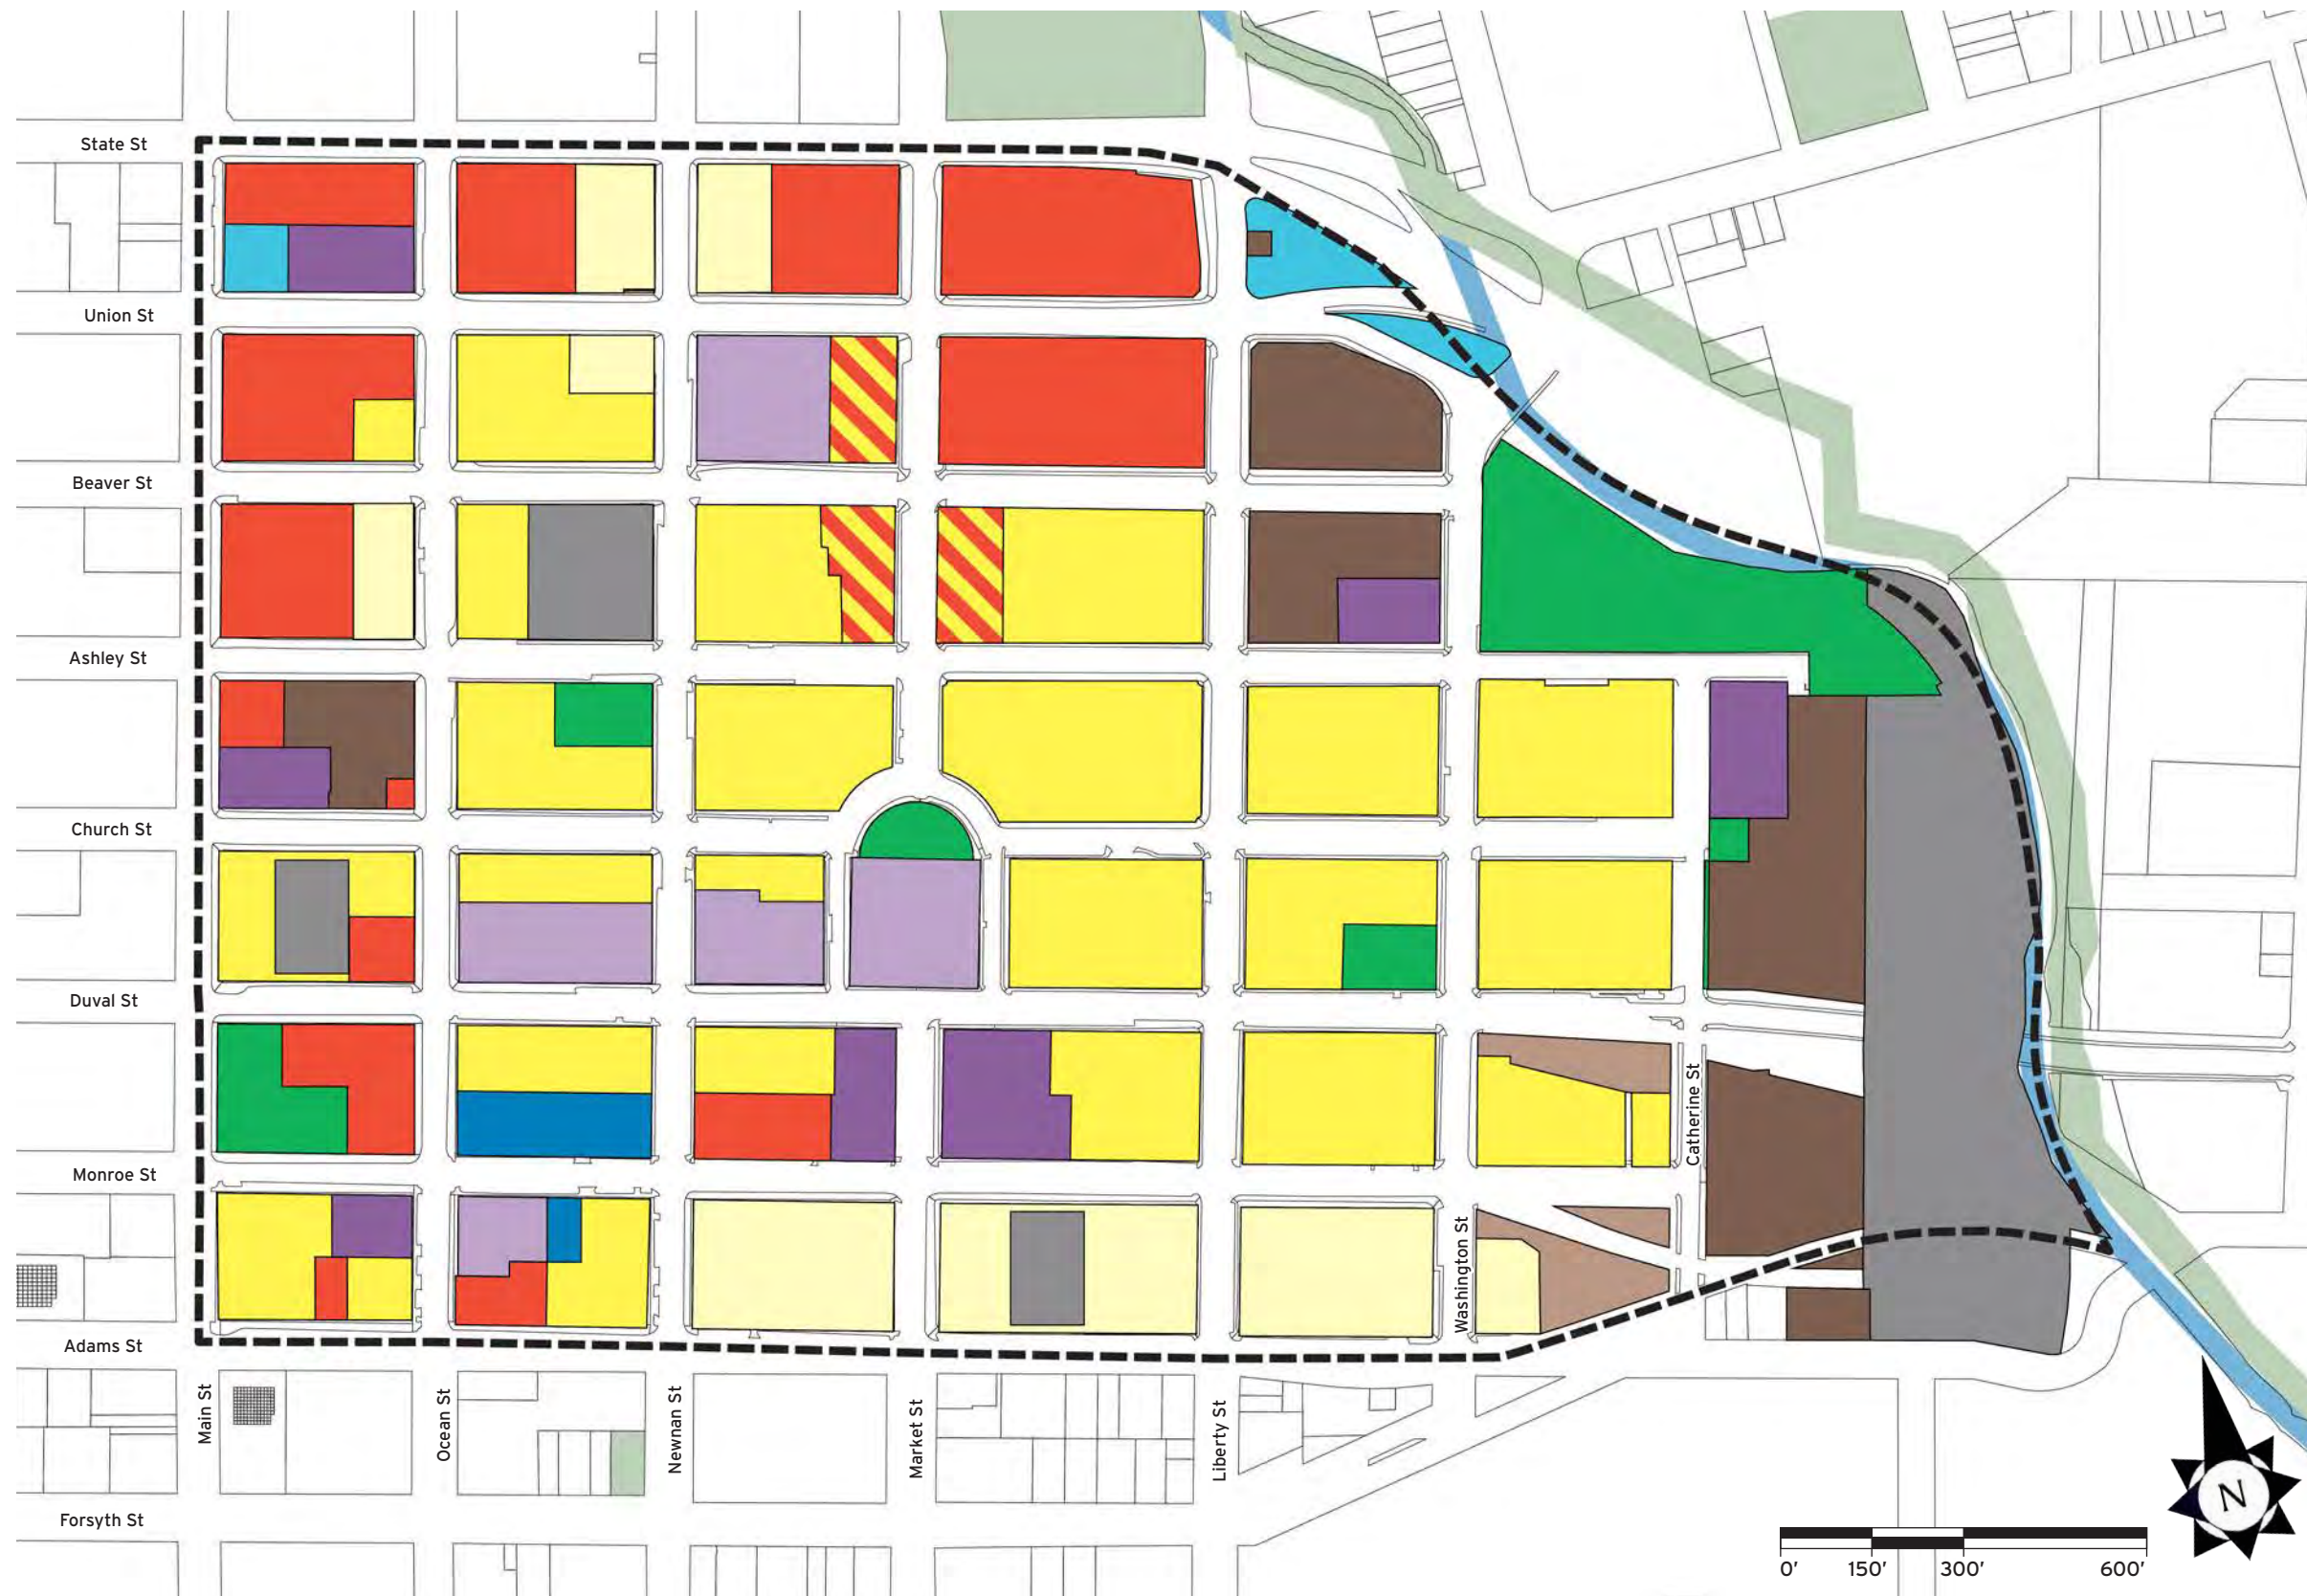 State St
Union St
Beaver St
Ashley St
Church St
Duval St
Monroe St
Adams St
Forsyth St
Main St
Ocean St
Newnan St
Market St
Liberty St
Washington St
Catherine St
N
0' 150' 300' 600'